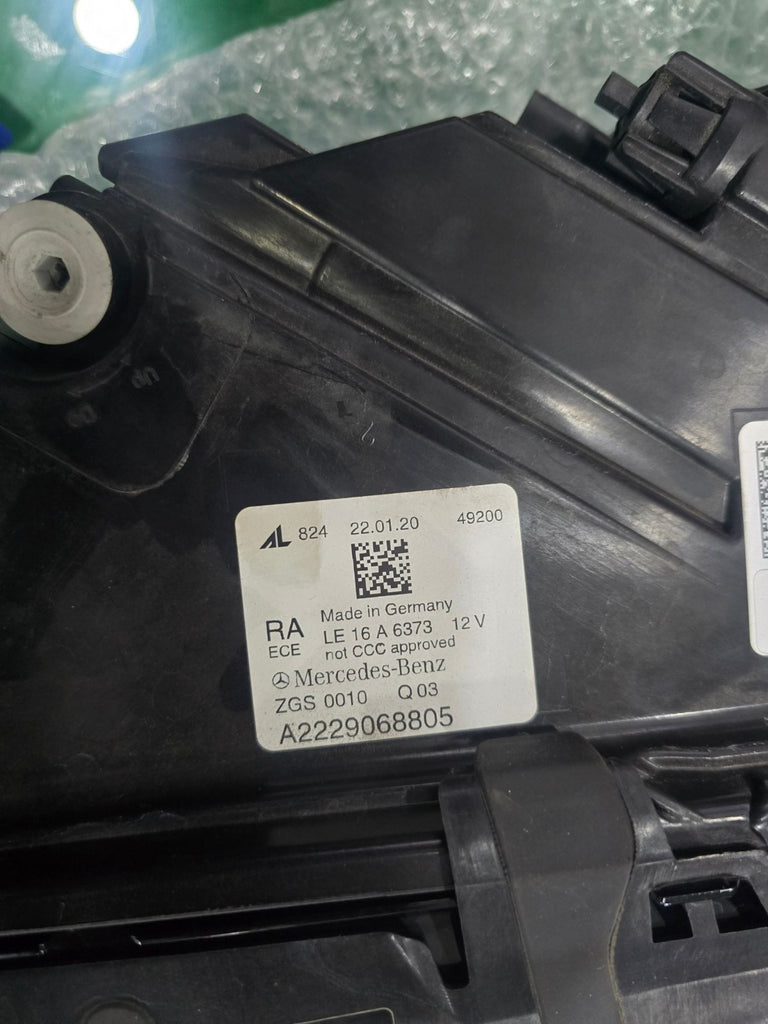 up
AL 824 22.01.20 49200
Made in Germany
RA LE 16 A 6373 12 V
ECE not CCC approved
Mercedes-Benz
ZGS 0010 Q 03
A2229068805